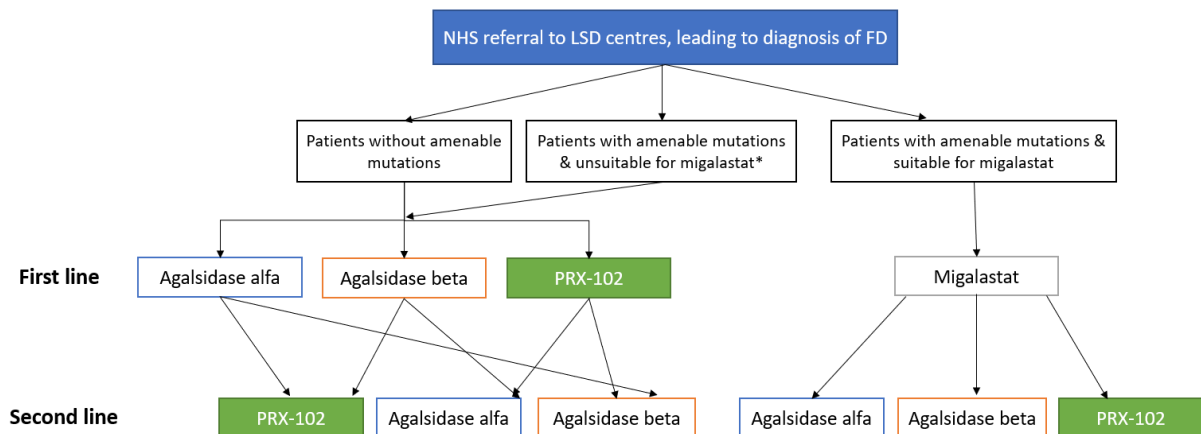 NHS referral to LSD centres, leading to diagnosis of FD
Patients without amenable
mutations
Patients with amenable mutations
& unsuitable for migalastat*
Patients with amenable mutations &
suitable for migalastat
First line
Agalsidase alfa
Agalsidase beta
PRX-102
Migalastat
Second line
PRX-102
Agalsidase alfa
Agalsidase beta
Agalsidase alfa
Agalsidase beta
PRX-102